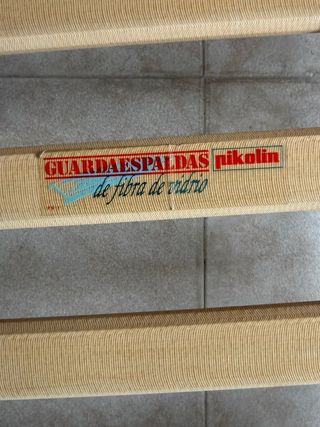 GUARDAESPALDAS pikolin
de fibra de vidrio